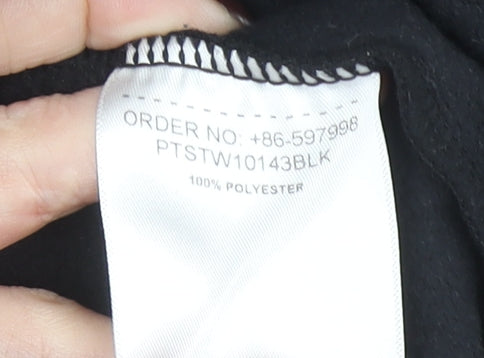 ORDER NO: +86-597998
PTSTW10143BLK
100% POLYESTER